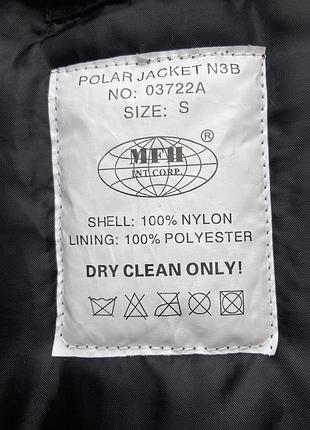 POLAR JACKET N3B
NO: 03722A
SIZE: S
®
MFH
INT.CORP.
SHELL: 100% NYLON
LINING: 100% POLYESTER
DRY CLEAN ONLY!